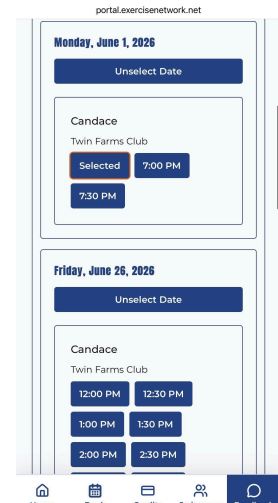 portal.exercisenetwork.net
Monday, June 1, 2026
Unselect Date
Candace
Twin Farms Club
Selected 7:00 PM
7:30 PM
Friday, June 26, 2026
Unselect Date
Candace
Twin Farms Club
12:00 PM 12:30 PM
1:00 PM 1:30 PM
2:00 PM 2:30 PM